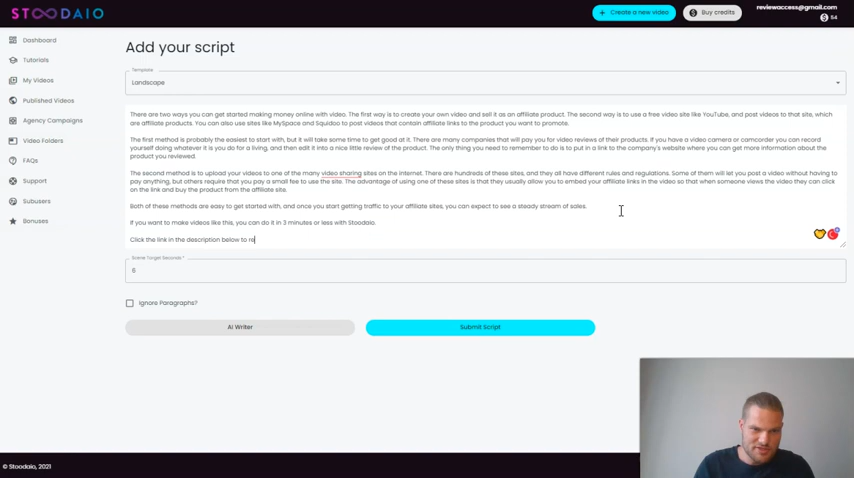 STOODAIO
+ Create a new video
Buy credits
reviewaccess@gmail.com
54
Dashboard
Tutorials
My Videos
Published Videos
Agency Campaigns
Video Folders
FAQs
Support
Subusers
Bonuses
Add your script
Template
Landscape
There are two ways you can get started making money online with video. The first way is to create your own video and sell it as an affiliate product. The second way is to use a free video site like YouTube, and post videos to that site, which
are affiliate products. You can also use sites like MySpace and Squidoo to post videos that contain affiliate links to the product you want to promote.
The first method is probably the easiest to start with, but it will take some time to get good at it. There are many companies that will pay you for video reviews of their products. If you have a video camera or camcorder you can record
yourself doing whatever it is you do for a living, and then edit it into a nice little review of the product. The only thing you need to remember to do is to put in a link to the company's website where you can get more information about the
product you reviewed.
The second method is to upload your videos to one of the many video sharing sites on the internet. There are hundreds of these sites, and they all have different rules and regulations. Some of them will let you post a video without having to
pay anything, but others require that you pay a small fee to use the site. The advantage of using one of these sites is that they usually allow you to embed your affiliate links in the video so that when someone views the video they can click
on the link and buy the product from the affiliate site.
Both of these methods are easy to get started with, and once you start getting traffic to your affiliate sites, you can expect to see a steady stream of sales.
If you want to make videos like this, you can do it in 3 minutes or less with Stoodaio.
Click the link in the description below to re
Scene Target Seconds *
6
Ignore Paragraphs?
AI Writer
Submit Script
© Stoodaio, 2021